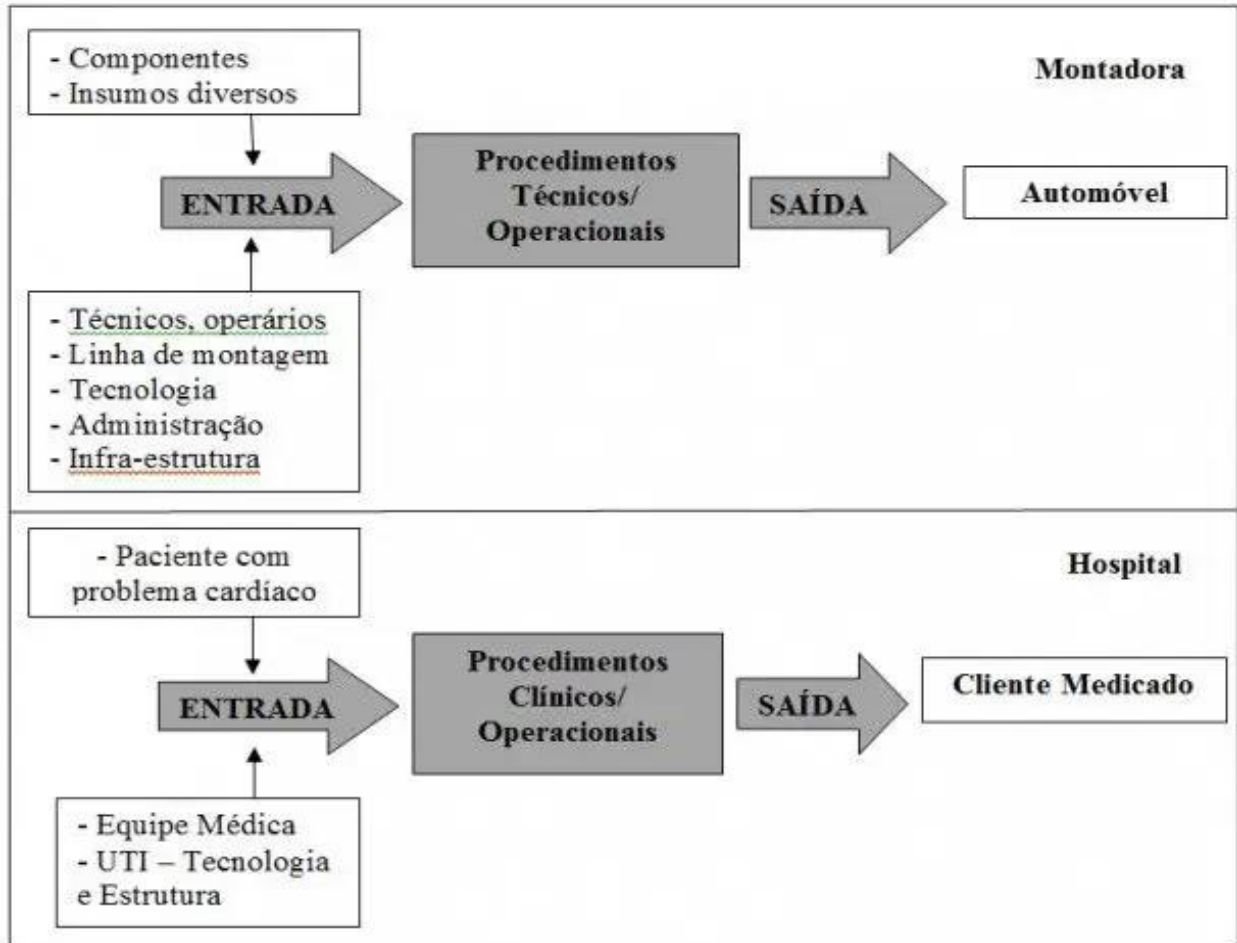 - Componentes
- Insumos diversos
Montadora
ENTRADA
Procedimentos
Técnicos/
Operacionais
SAÍDA
Automóvel
- Técnicos, operários
- Linha de montagem
- Tecnologia
- Administração
- Infra-estrutura
- Paciente com
problema cardíaco
Hospital
ENTRADA
Procedimentos
Clínicos/
Operacionais
SAÍDA
Cliente Medicado
- Equipe Médica
- UTI – Tecnologia
e Estrutura